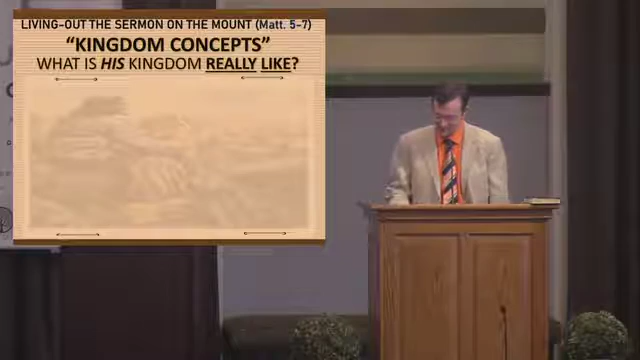 LIVING-OUT THE SERMON ON THE MOUNT (Matt. 5-7)
“KINGDOM CONCEPTS”
WHAT IS HIS KINGDOM REALLY LIKE?